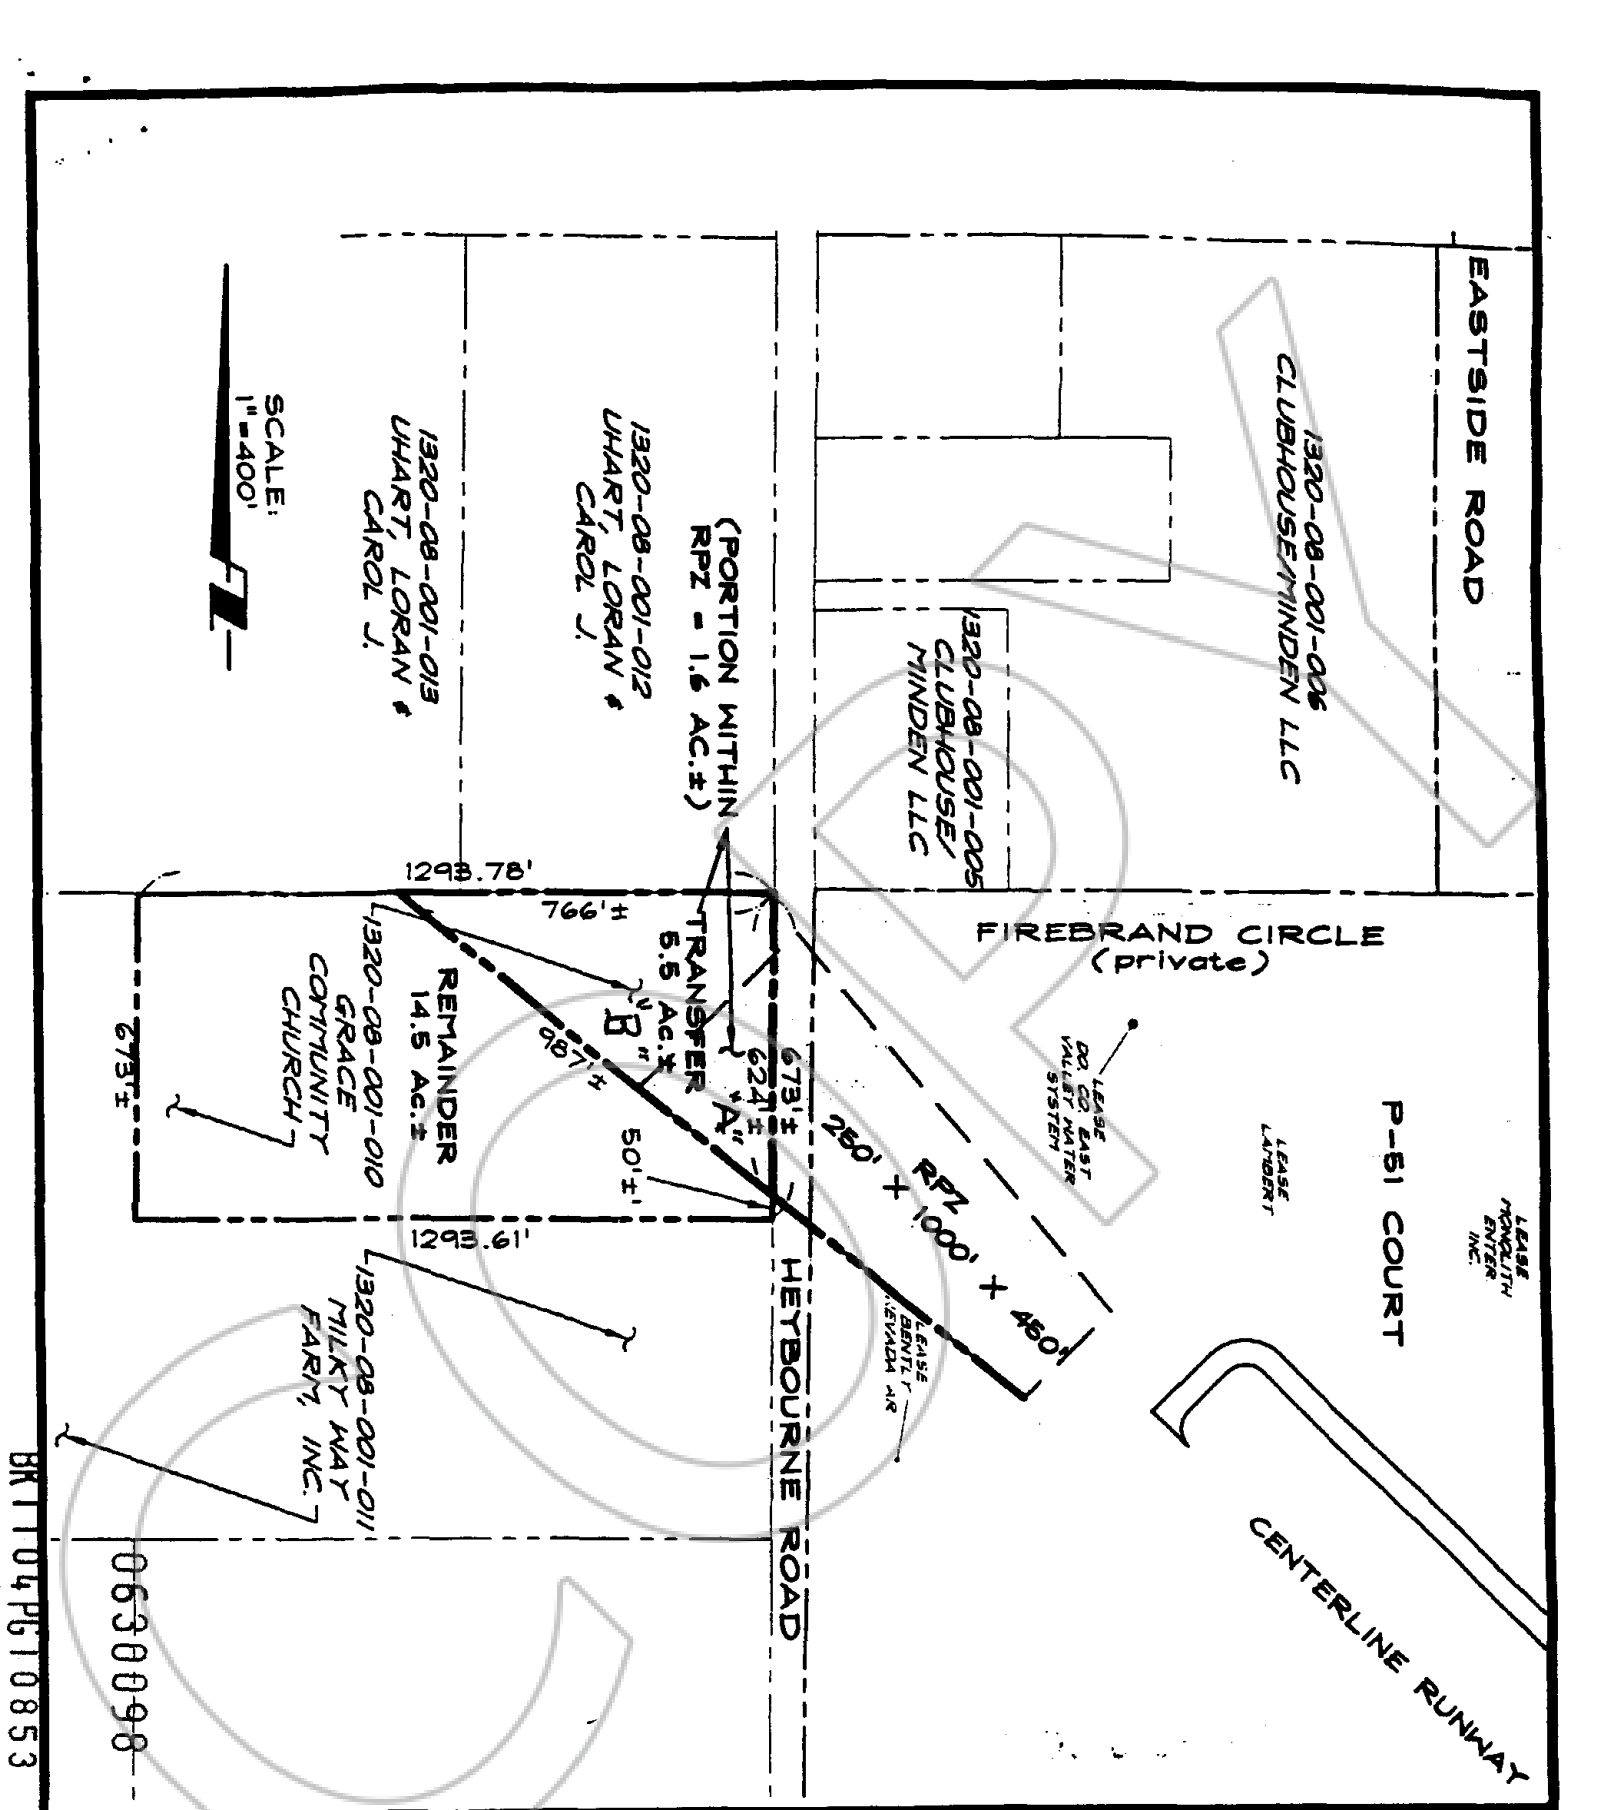 EASTSIDE ROAD
1320-08-001-006
CLUBHOUSE/MINDEN LLC
1320-08-001-005
CLUBHOUSE/
MINDEN LLC
(PORTION WITHIN
RPZ = 1.6 AC.±)
1320-08-001-012
UHART, LORAN &
CAROL J.
1320-08-001-013
UHART, LORAN &
CAROL J.
SCALE:
1"=400'
FIREBRAND CIRCLE
(private)
P-51 COURT
LEASE
MONOLITH
ENTER.
INC.
LEASE
LAMBERT
LEASE
DO. CO. EAST
VALLEY WATER
SYSTEM
RPZ
250' + 1000' + 450'
LEASE
BENTLY
NEVADA AIR
CENTERLINE RUNWAY
HEYBOURNE ROAD
1293.78'
766'±
673'±
624'±
"A"
TRANSFER
5.5 Ac.±
"B"
987'±
50'±
REMAINDER
14.5 Ac.±
1320-08-001-010
GRACE
COMMUNITY
CHURCH
673'±
1293.61'
1320-08-001-011
MILKY WAY
FARM, INC.
0630098
BK1104PG10853
COPY